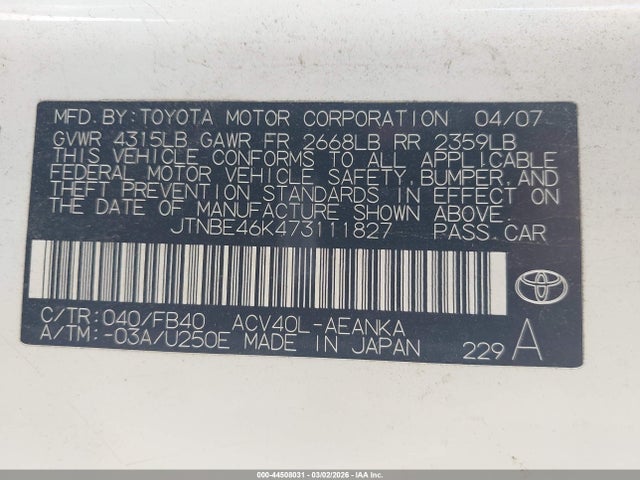 MFD.BY:TOYOTA MOTOR CORPORATION 04/07
GVWR 4315LB GAWR FR 2668LB RR 2359LB
THIS VEHICLE CONFORMS TO ALL APPLICABLE
FEDERAL MOTOR VEHICLE SAFETY, BUMPER, AND
THEFT PREVENTION STANDARDS IN EFFECT ON
THE DATE OF MANUFACTURE SHOWN ABOVE.
JTNBE46K473111827 PASS.CAR
C/TR:040/FB40 ACV40L-AEANKA
A/TM:-03A/U250E MADE IN JAPAN 229 A
000-44508031 - 03/02/2026 - IAAI.COM